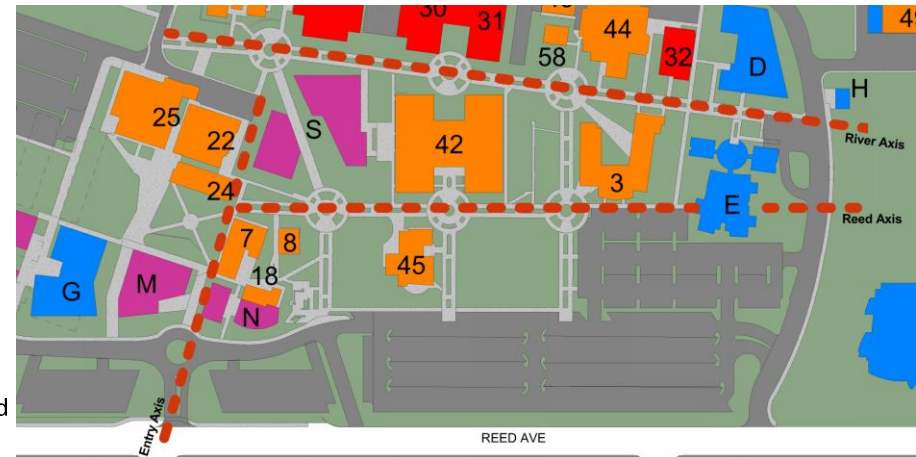 30
31
44
49
58
32
D
H
25
S
22
42
River Axis
3
24
E
Reed Axis
7
8
45
18
G
M
N
Entry Axis
REED AVE